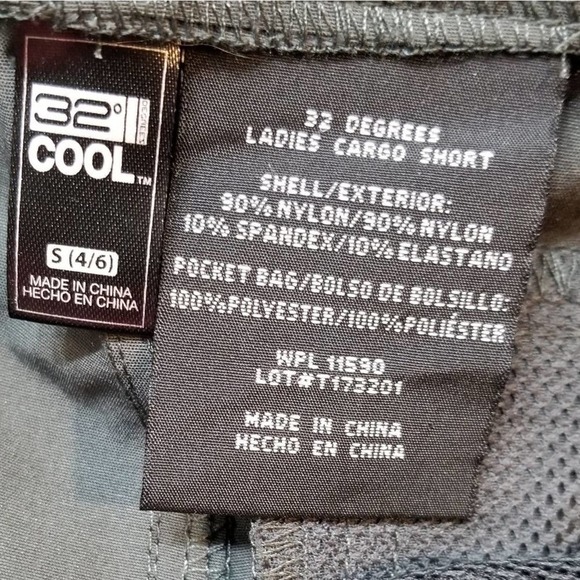 32° DEGREES
COOL™
S (4/6)
MADE IN CHINA
HECHO EN CHINA
32 DEGREES
LADIES CARGO SHORT
SHELL/EXTERIOR:
90% NYLON/90% NYLON
10% SPANDEX/10% ELASTANO
POCKET BAG/BOLSO DE BOLSILLO:
100%POLYESTER/100%POLIÉSTER
WPL 11590
LOT#T173201
MADE IN CHINA
HECHO EN CHINA